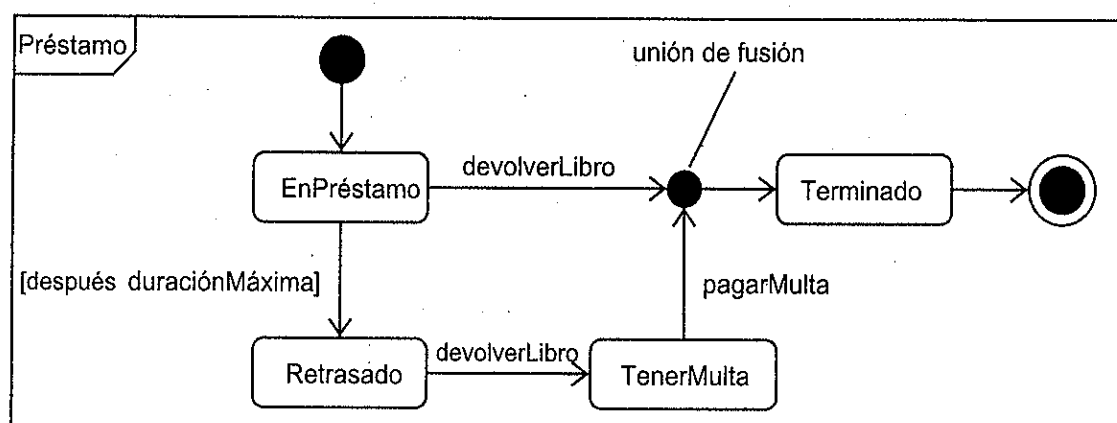 Préstamo
unión de fusión
devolverLibro
EnPréstamo
Terminado
[después duraciónMáxima]
pagarMulta
devolverLibro
Retrasado
TenerMulta